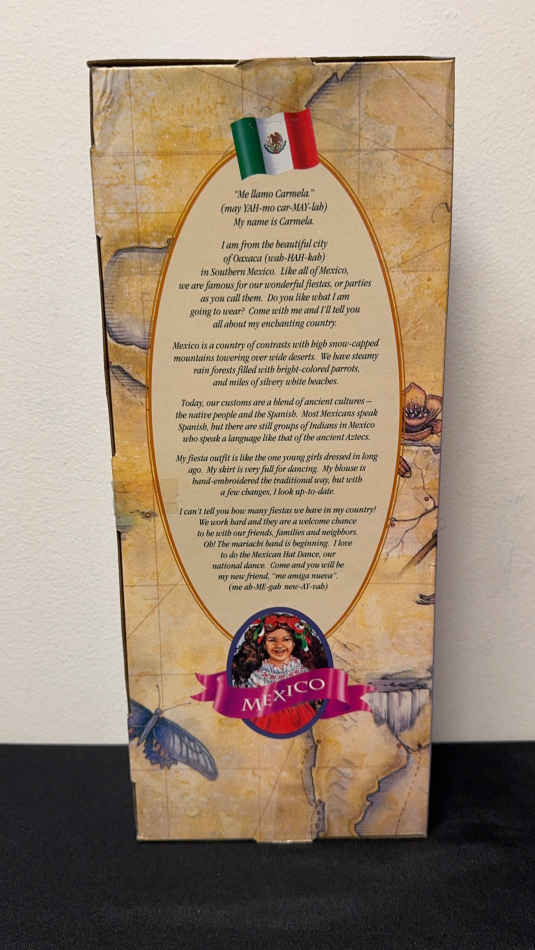 "Me llamo Carmela."
(may YAH-mo car-MAY-lah)
My name is Carmela.
I am from the beautiful city
of Oaxaca (wah-HAH-kah)
in Southern Mexico. Like all of Mexico,
we are famous for our wonderful fiestas, or parties
as you call them. Do you like what I am
going to wear? Come with me and I'll tell you
all about my enchanting country.
Mexico is a country of contrasts with high snow-capped
mountains towering over wide deserts. We have steamy
rain forests filled with bright-colored parrots,
and miles of silvery white beaches.
Today, our customs are a blend of ancient cultures –
the native people and the Spanish. Most Mexicans speak
Spanish, but there are still groups of Indians in Mexico
who speak a language like that of the ancient Aztecs.
My fiesta outfit is like the one young girls dressed in long
ago. My skirt is very full for dancing. My blouse is
hand-embroidered the traditional way, but with
a few changes, I look up-to-date.
I can't tell you how many fiestas we have in my country!
We work hard and they are a welcome chance
to be with our friends, families and neighbors.
Oh! The mariachi band is beginning. I love
to do the Mexican Hat Dance, our
national dance. Come and you will be
my new friend, "me amiga nueva".
(me ah-ME-gah new-AY-vah)
MEXICO